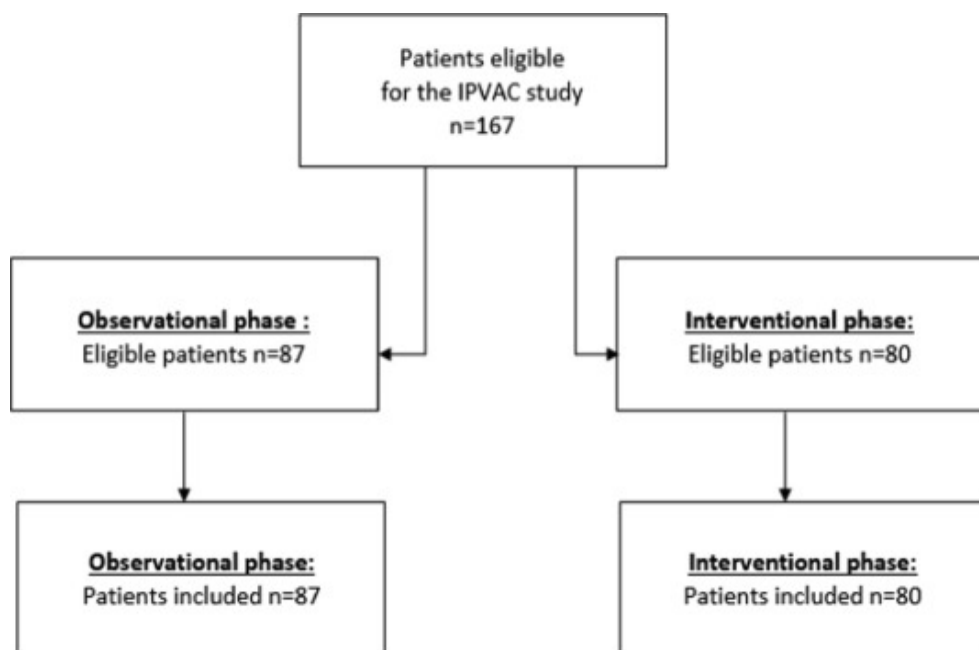 Patients eligible
for the IPVAC study
n=167
Observational phase :
Eligible patients n=87
Interventional phase:
Eligible patients n=80
Observational phase:
Patients included n=87
Interventional phase:
Patients included n=80